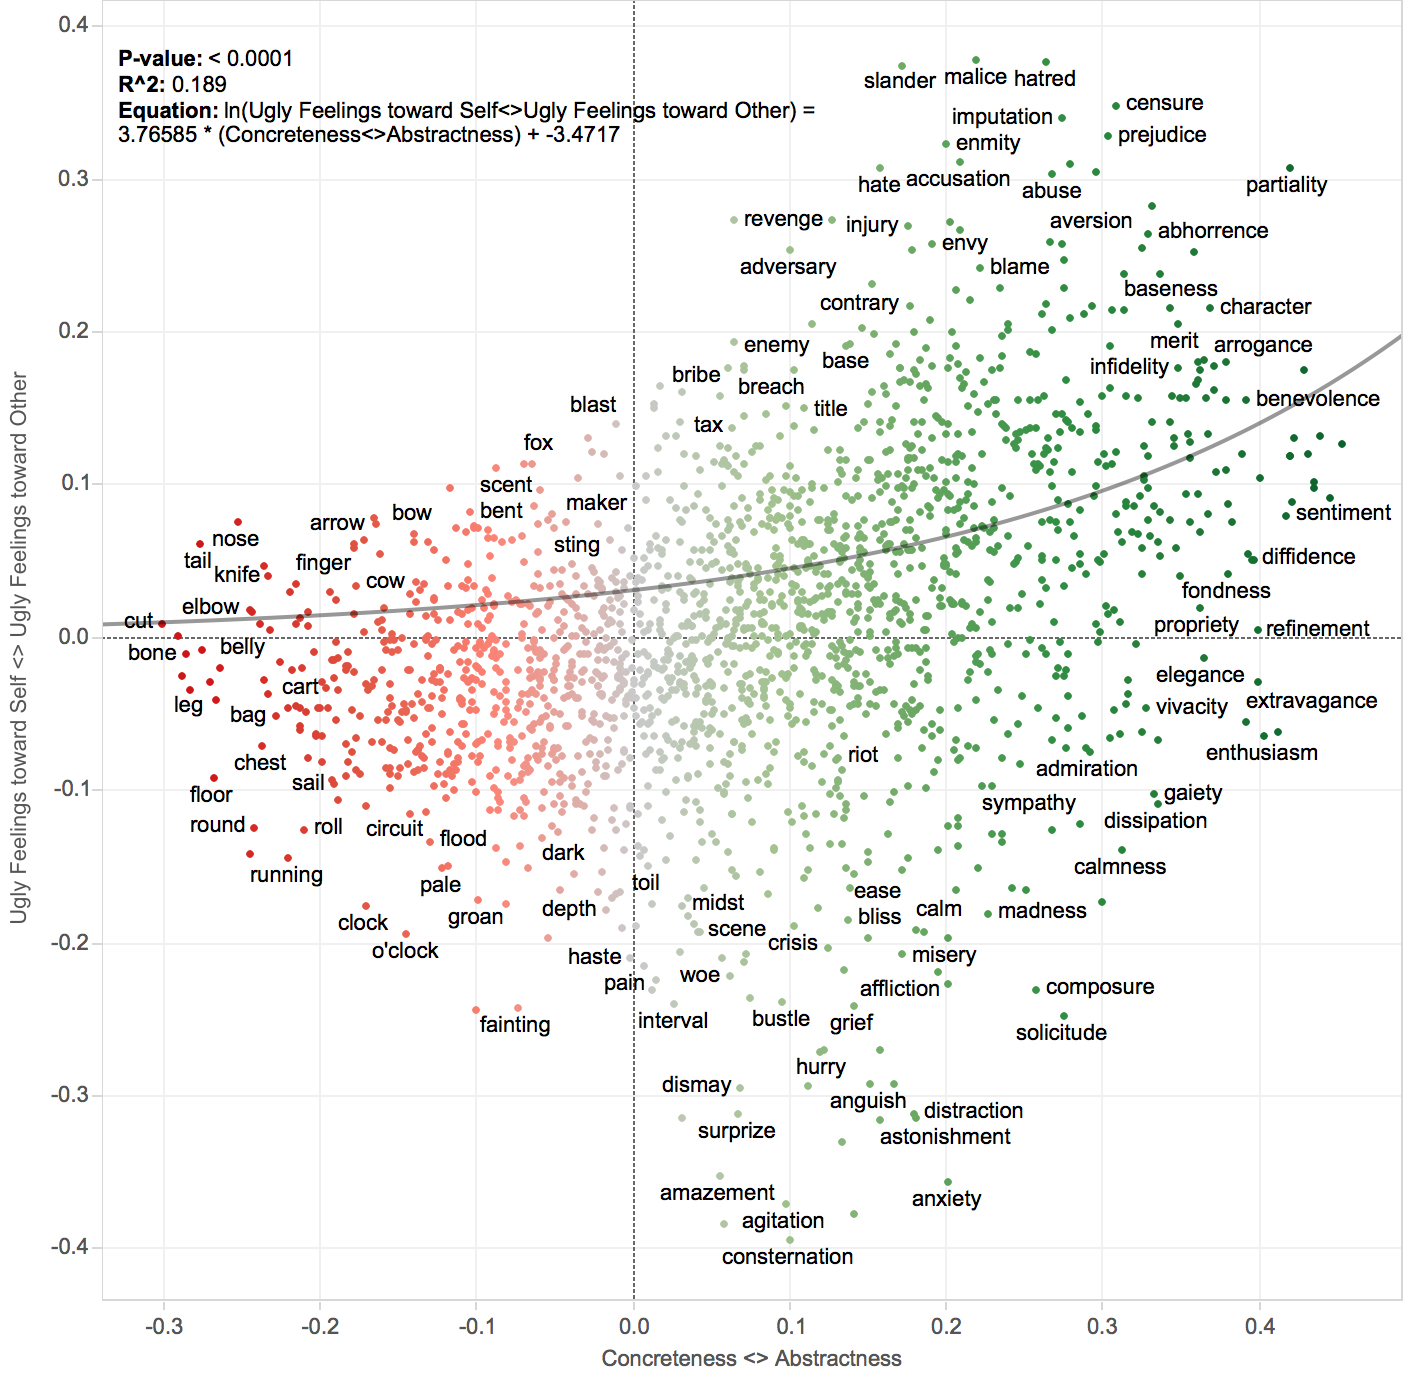 0.4
P-value: < 0.0001
R^2: 0.189
Equation: ln(Ugly Feelings toward Self<>Ugly Feelings toward Other) =
3.76585 * (Concreteness<>Abstractness) + -3.4717
slander malice hatred
censure
imputation
prejudice
enmity
0.3
hate accusation
abuse
partiality
revenge
injury
aversion
abhorrence
envy
adversary
blame
baseness
contrary
character
0.2
enemy
merit
arrogance
base
infidelity
bribe
breach
benevolence
blast
title
tax
fox
0.1
scent
maker
bow
bent
arrow
sentiment
nose
sting
tail
diffidence
knife
finger
cow
fondness
elbow
cut
propriety
refinement
0.0
belly
bone
elegance
cart
extravagance
leg
bag
vivacity
riot
enthusiasm
chest
admiration
sail
-0.1
floor
gaiety
sympathy
round
roll
circuit
dissipation
flood
dark
calmness
running
pale
toil
ease
midst
depth
calm
madness
groan
bliss
clock
scene
-0.2
o'clock
crisis
haste
misery
woe
pain
affliction
composure
fainting
interval
bustle
grief
solicitude
hurry
-0.3
dismay
anguish
distraction
surprize
astonishment
amazement
anxiety
agitation
-0.4
consternation
-0.3 -0.2 -0.1 0.0 0.1 0.2 0.3 0.4
Concreteness <> Abstractness
Ugly Feelings toward Self <> Ugly Feelings toward Other